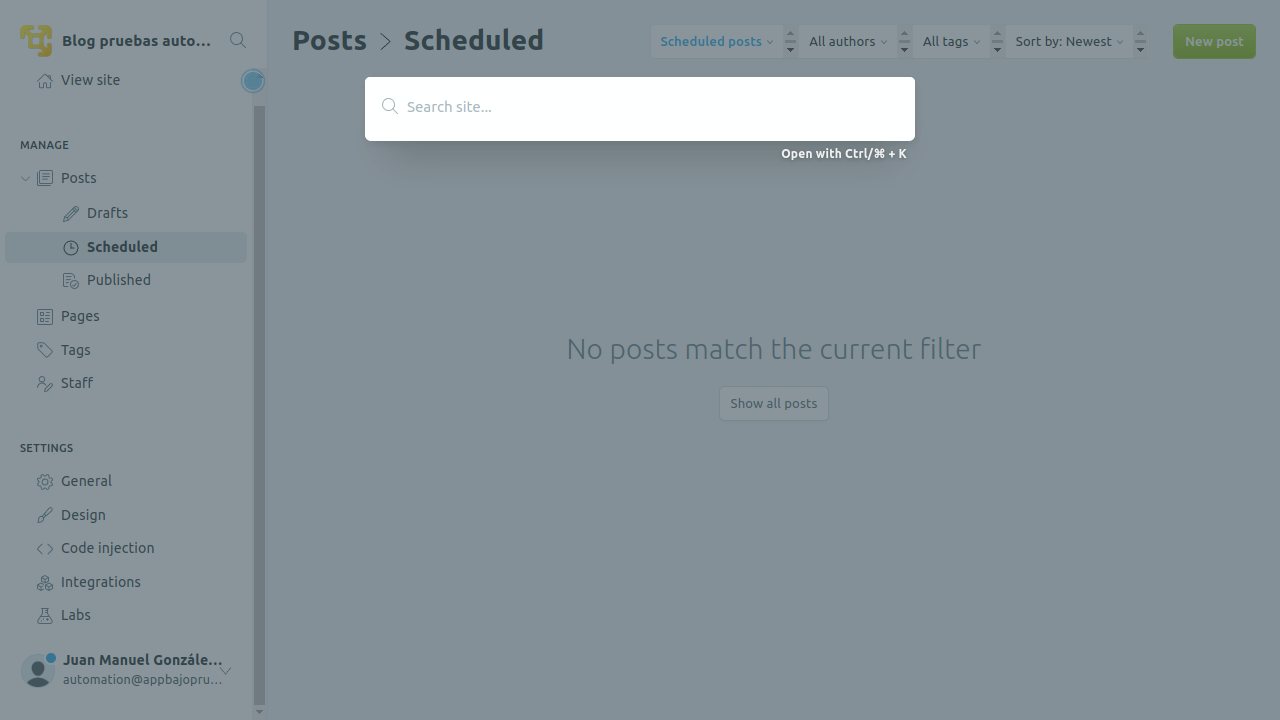 Blog pruebas auto...
View site
MANAGE
Posts
Drafts
Scheduled
Published
Pages
Tags
Staff
SETTINGS
General
Design
Code injection
Integrations
Labs
Juan Manuel Gonzále...
automation@appbajopru...
Posts > Scheduled
Scheduled posts
All authors
All tags
Sort by: Newest
New post
Search site...
Open with Ctrl/⌘ + K
No posts match the current filter
Show all posts